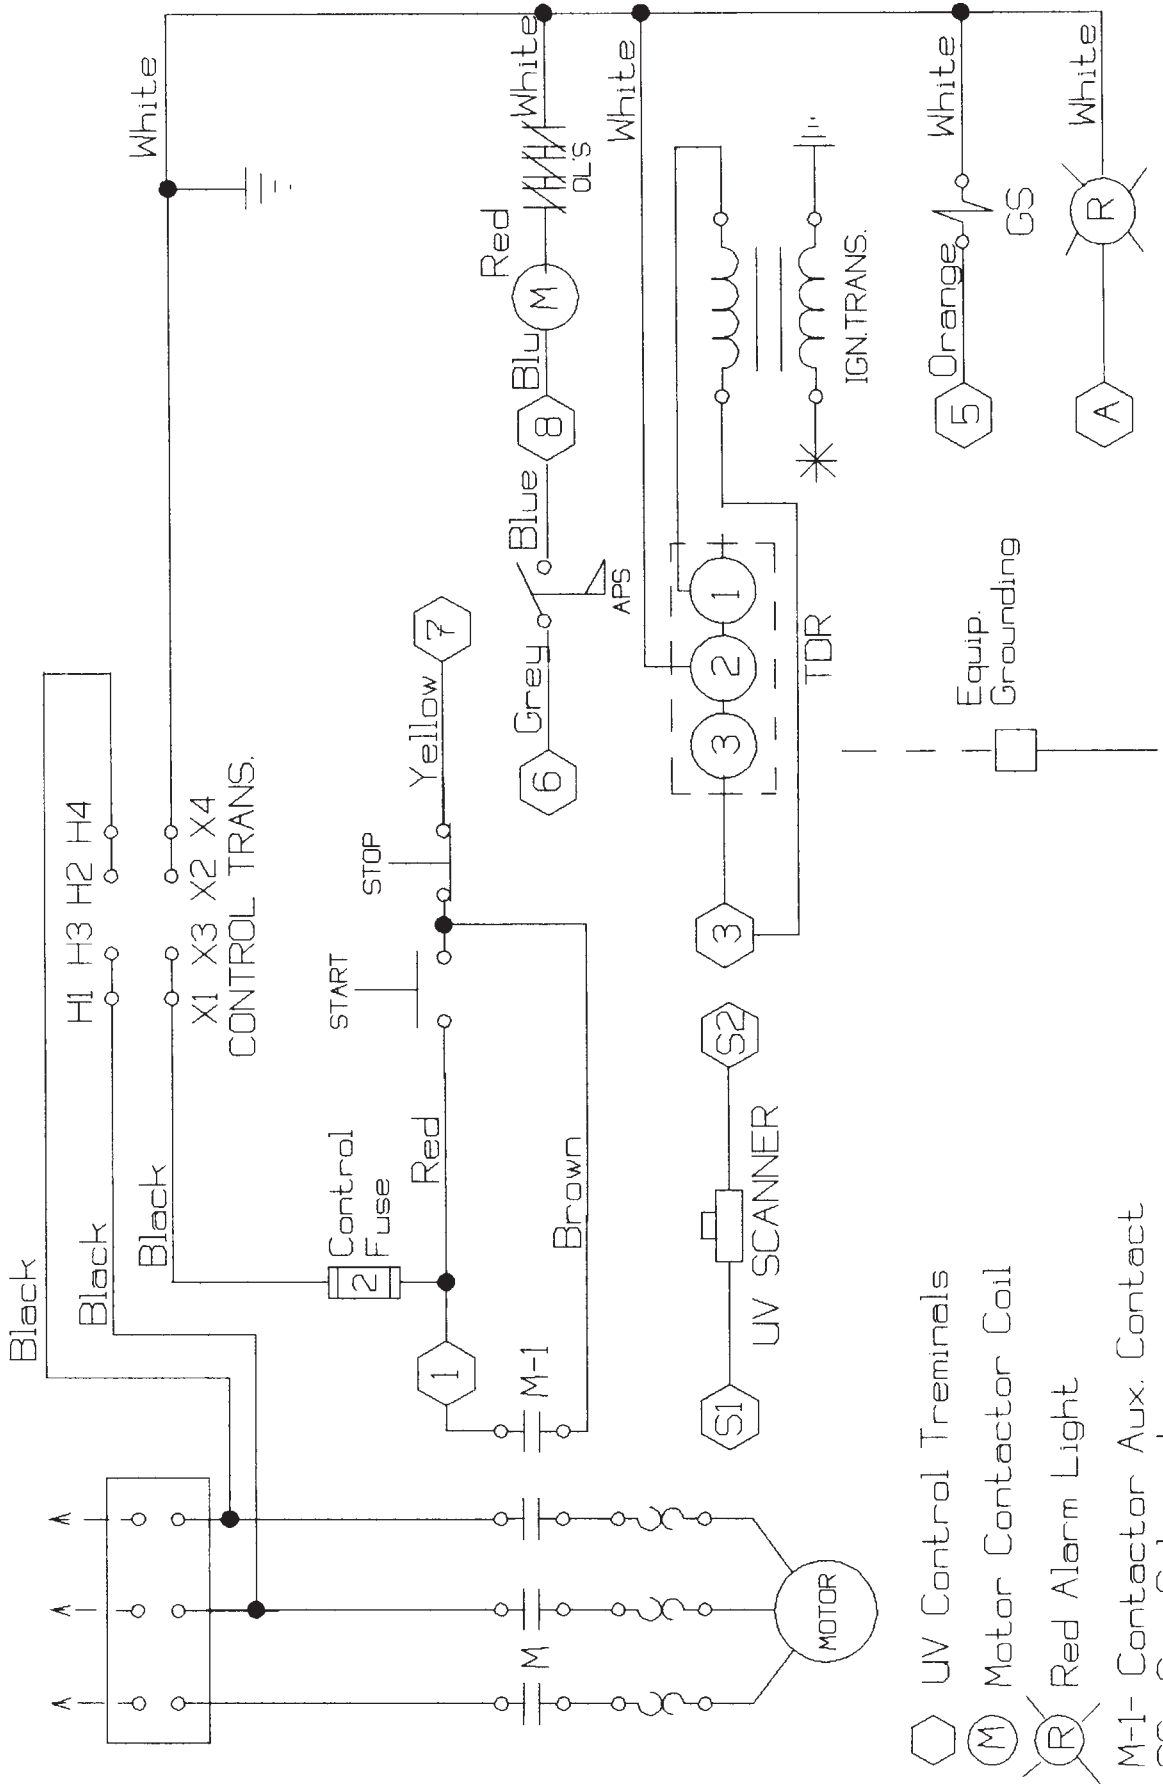 Black
Black
Black
White
H1 H3 H2 H4
X1 X3 X2 X4
CONTROL TRANS.
Control
Fuse
2
1
Red
START
STOP
Yellow
7
Brown
M-1
6
Grey
APS
Blue
8
Blu
M
Red
OL'S
White
White
3
TDR
3
2
1
IGN.TRANS.
S1
UV SCANNER
S2
5
Orange
GS
White
A
R
White
Equip.
Grounding
M
MOTOR
UV Control Treminals
M Motor Contactor Coil
R Red Alarm Light
M-1- Contactor Aux. Contact